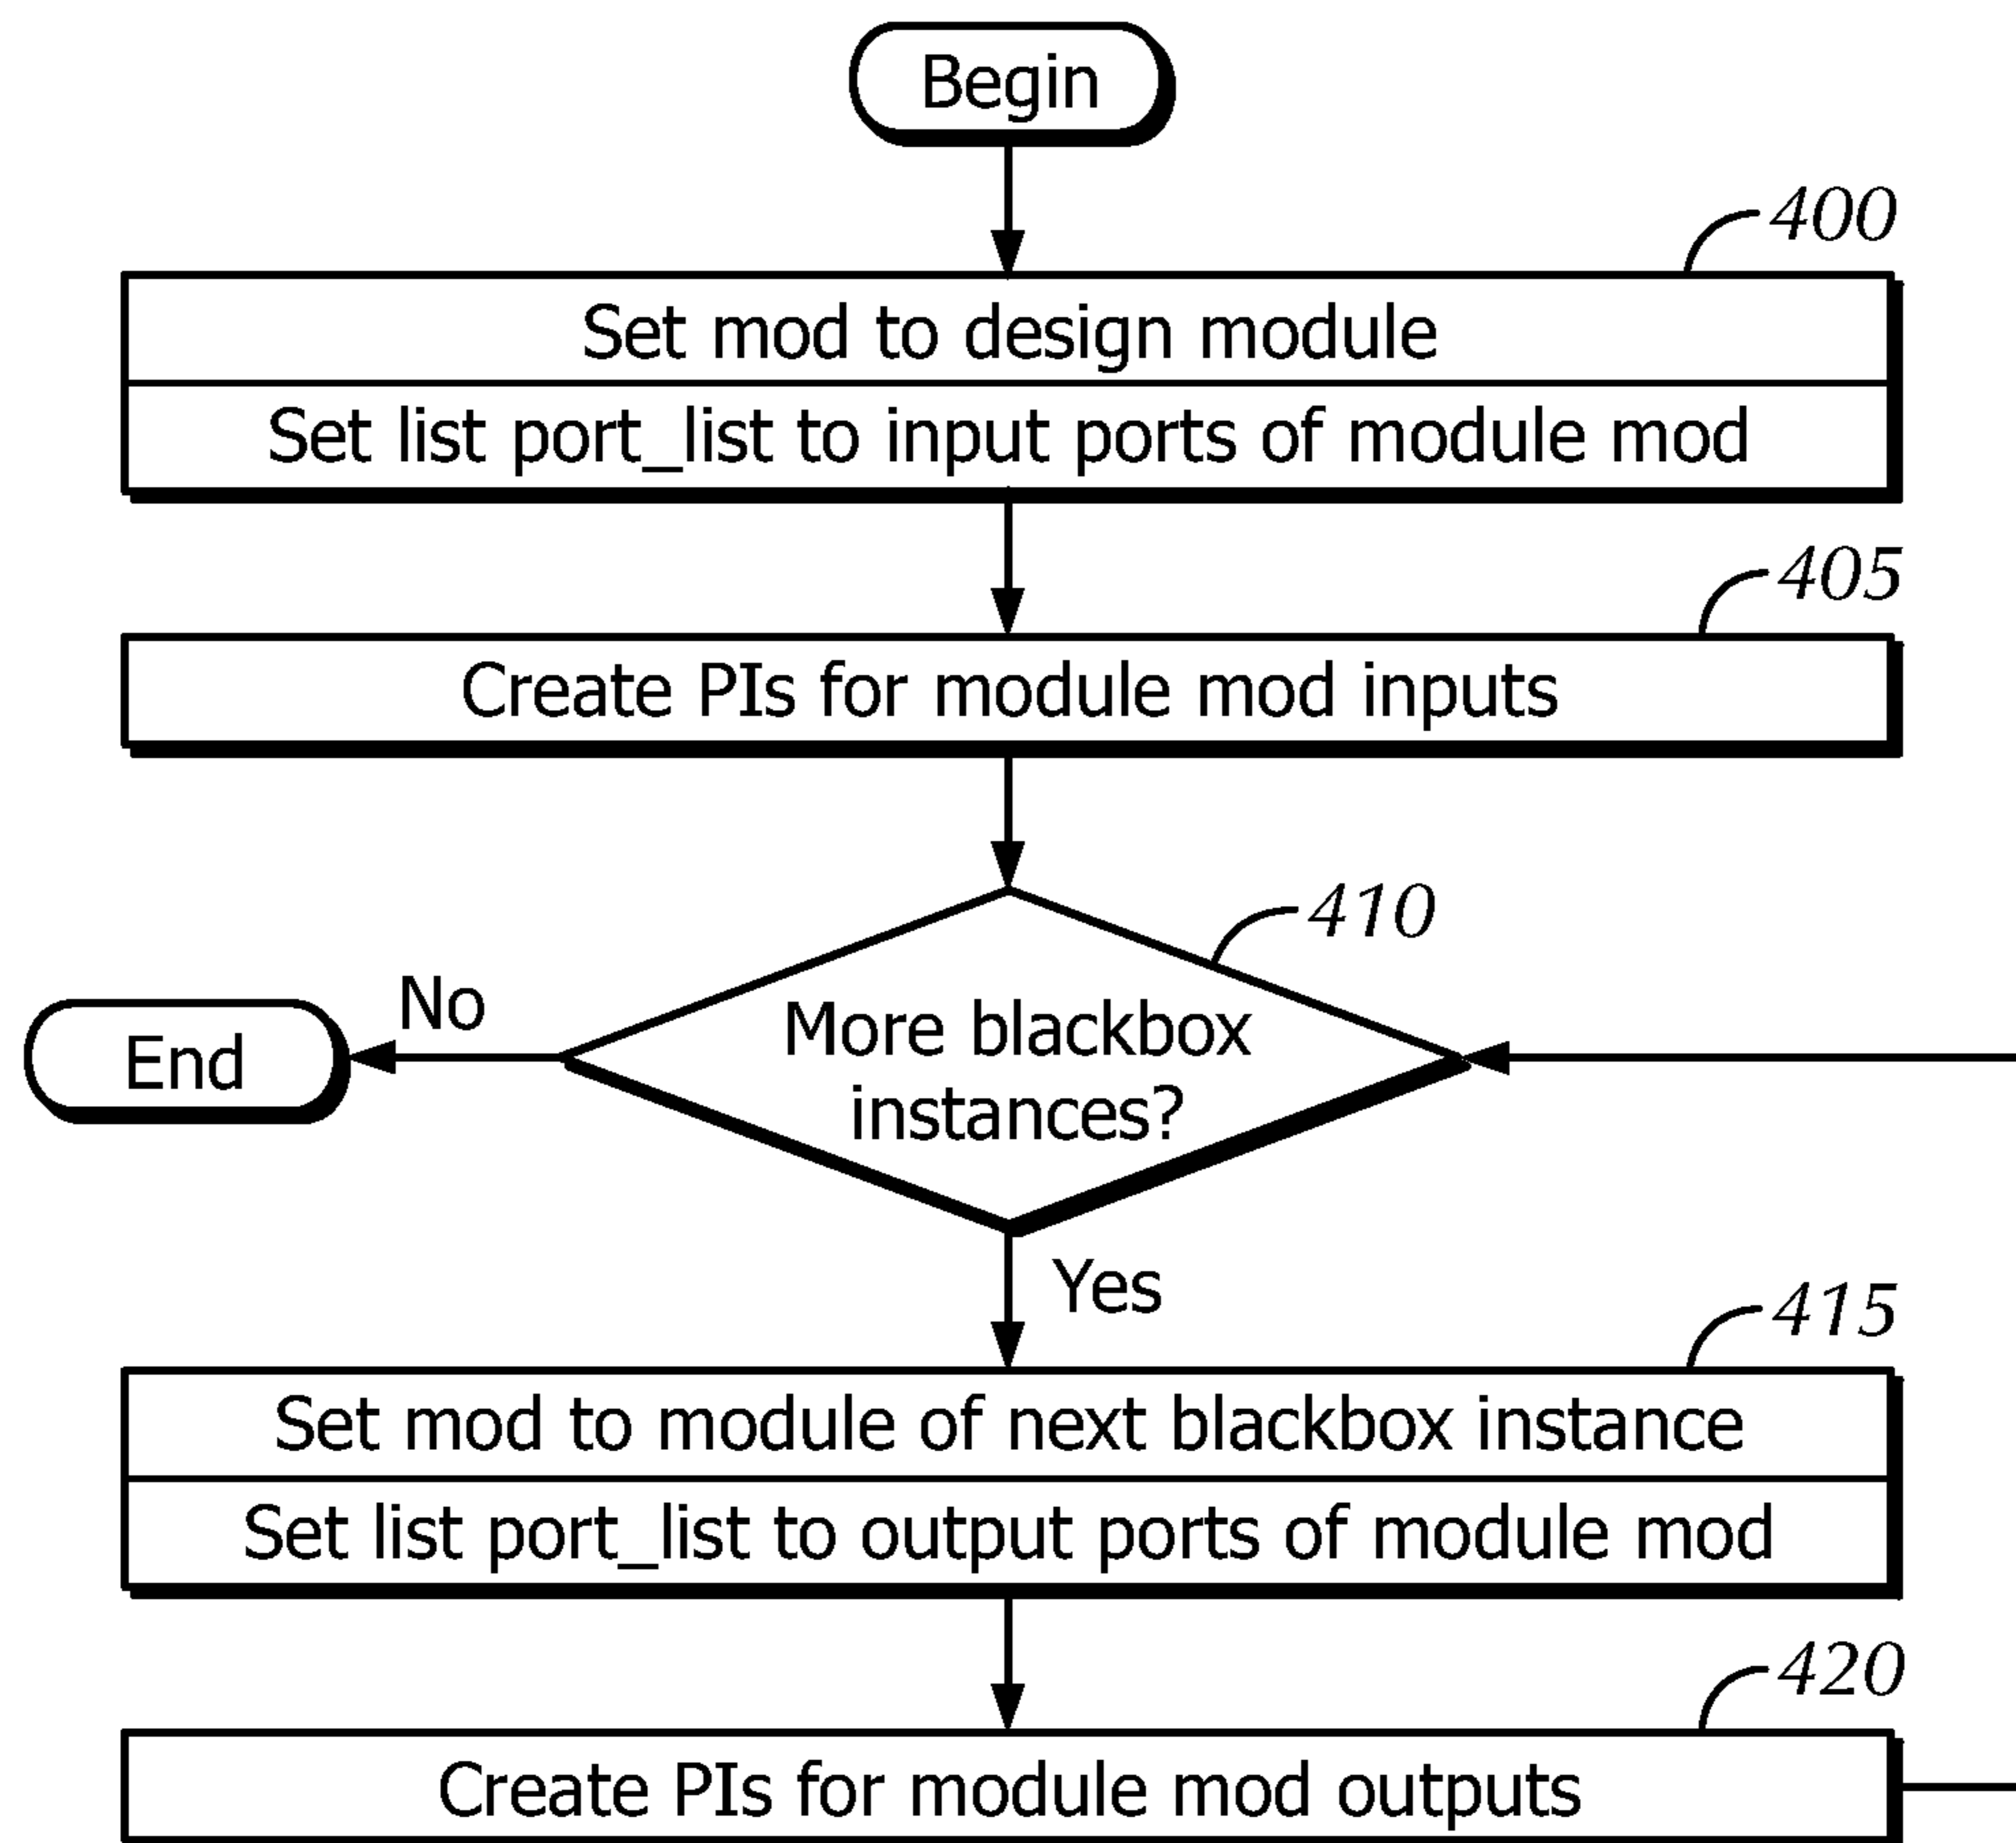 Begin
400
Set mod to design module
Set list port_list to input ports of module mod
405
Create PIs for module mod inputs
410
No
More blackbox
instances?
End
Yes
415
Set mod to module of next blackbox instance
Set list port_list to output ports of module mod
420
Create PIs for module mod outputs